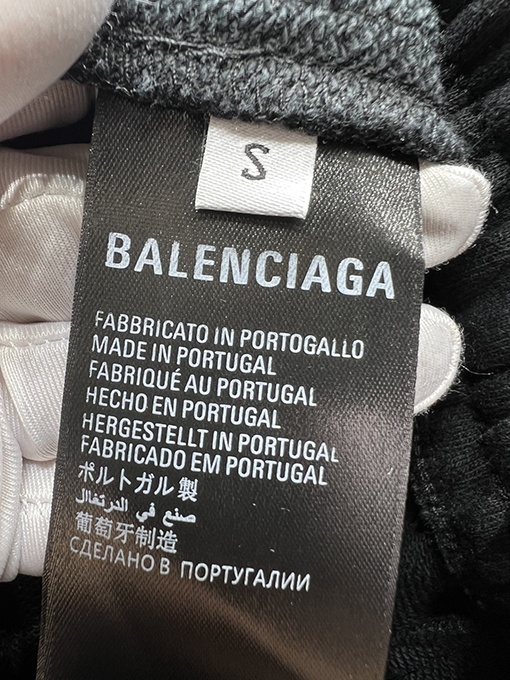 S
BALENCIAGA
FABBRICATO IN PORTOGALLO
MADE IN PORTUGAL
FABRIQUÉ AU PORTUGAL
HECHO EN PORTUGAL
HERGESTELLT IN PORTUGAL
FABRICADO EM PORTUGAL
ポルトガル製
صنع في الدرتغال
葡萄牙制造
СДЕЛАНО В ПОРТУГАЛИИ